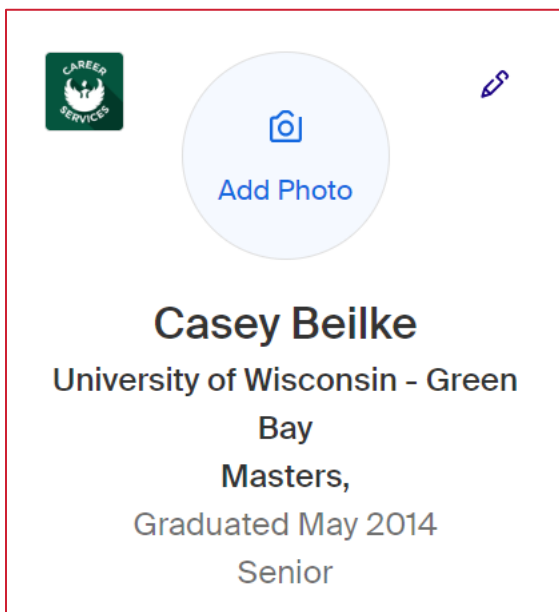 CAREER
SERVICES
Add Photo
Casey Beilke
University of Wisconsin - Green
Bay
Masters,
Graduated May 2014
Senior